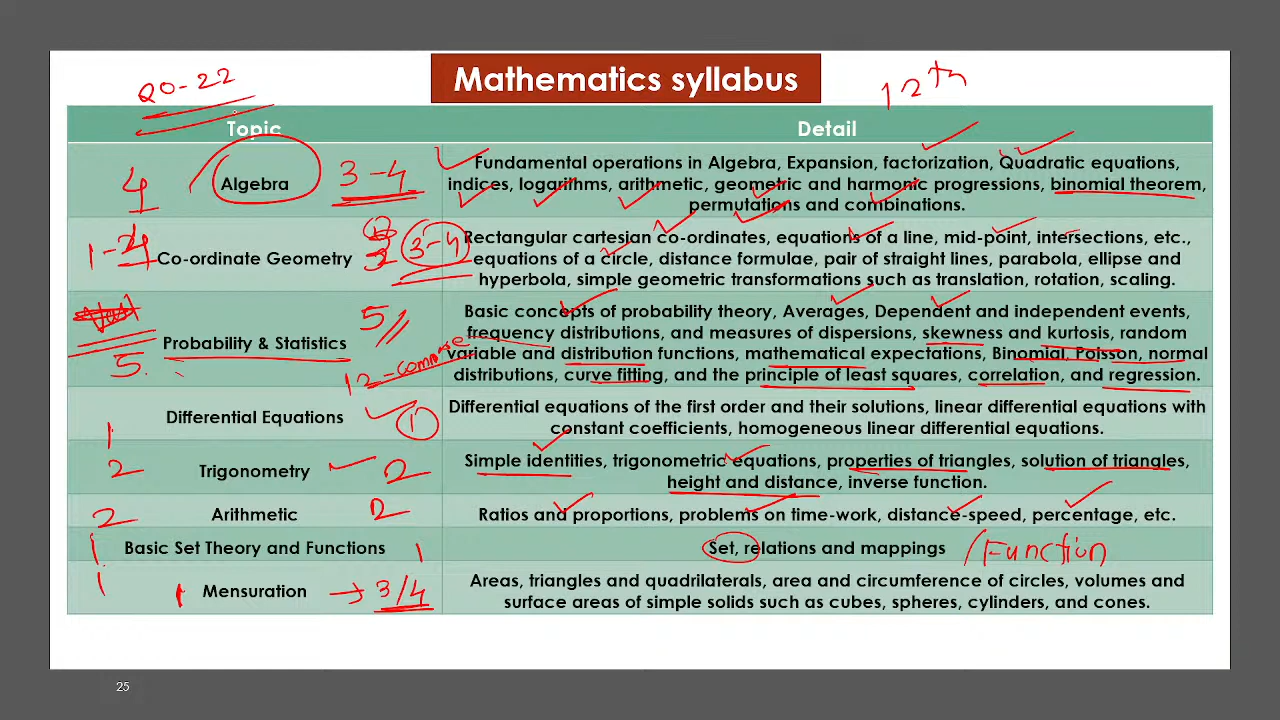 Mathematics syllabus
20-22
12th
Topic Detail
4 Algebra 3-4 Fundamental operations in Algebra, Expansion, factorization, Quadratic equations,
indices, logarithms, arithmetic, geometric and harmonic progressions, binomial theorem,
permutations and combinations.
Co-ordinate Geometry 3-4 Rectangular cartesian co-ordinates, equations of a line, mid-point, intersections, etc.,
equations of a circle, distance formulae, pair of straight lines, parabola, ellipse and
hyperbola, simple geometric transformations such as translation, rotation, scaling.
5. Probability & Statistics 5 Basic concepts of probability theory, Averages, Dependent and independent events,
frequency distributions, and measures of dispersions, skewness and kurtosis, random
variable and distribution functions, mathematical expectations, Binomial, Poisson, normal
distributions, curve fitting, and the principle of least squares, correlation, and regression.
1 Differential Equations 1 Differential equations of the first order and their solutions, linear differential equations with
constant coefficients, homogeneous linear differential equations.
2 Trigonometry 2 Simple identities, trigonometric equations, properties of triangles, solution of triangles,
height and distance, inverse function.
2 Arithmetic 2 Ratios and proportions, problems on time-work, distance-speed, percentage, etc.
1 Basic Set Theory and Functions 1 Set, relations and mappings / Function
1 1 Mensuration → 3/4 Areas, triangles and quadrilaterals, area and circumference of circles, volumes and
surface areas of simple solids such as cubes, spheres, cylinders, and cones.
25